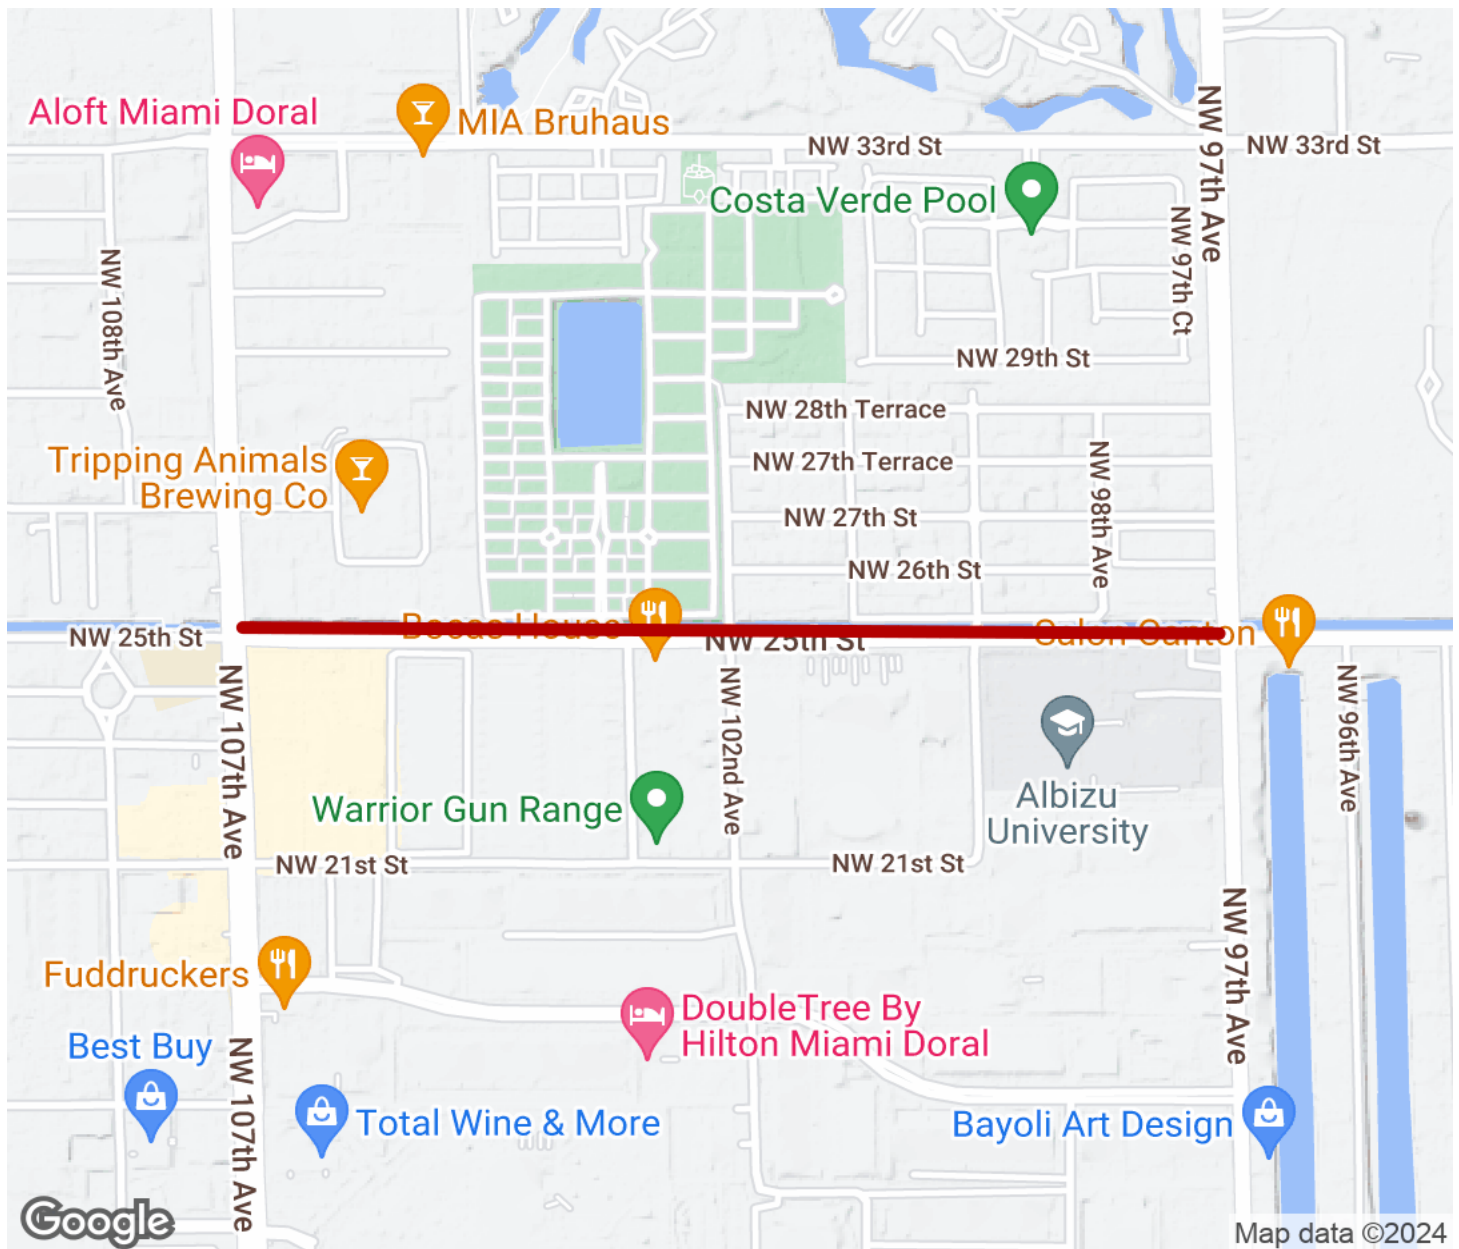 Aloft Miami Doral
MIA Bruhaus
NW 33rd St
NW 33rd St
NW 97th Ave
Costa Verde Pool
NW 97th Ct
NW 108th Ave
NW 29th St
NW 28th Terrace
Tripping Animals
Brewing Co
NW 27th Terrace
NW 98th Ave
NW 27th St
NW 26th St
NW 25th St
NW 25th St
NW 107th Ave
NW 102nd Ave
NW 96th Ave
Warrior Gun Range
Albizu
University
NW 21st St
NW 21st St
NW 97th Ave
Fuddruckers
DoubleTree By
Hilton Miami Doral
Best Buy
NW 107th Ave
Total Wine & More
Bayoli Art Design
Google
Map data ©2024